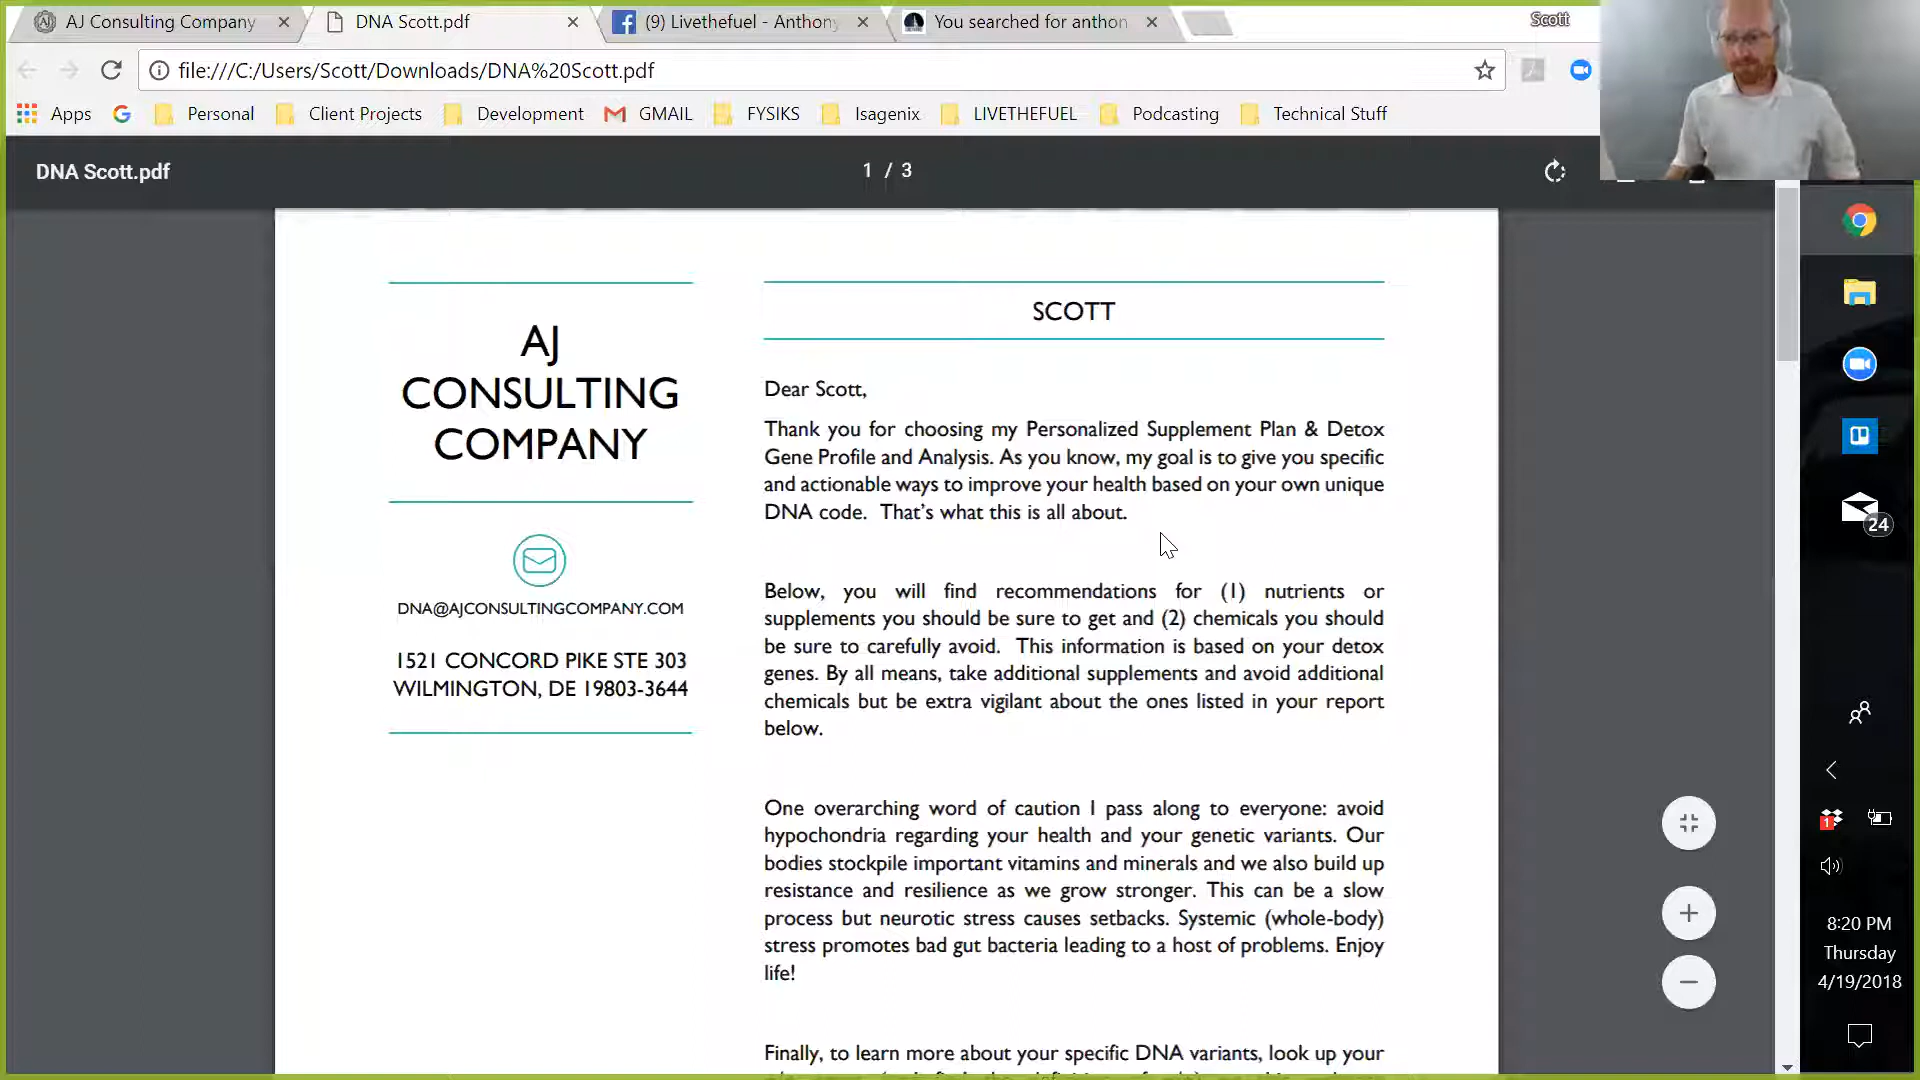 AJ Consulting Company
DNA Scott.pdf
(9) Livethefuel - Anthony
You searched for anthon
Scott
file:///C:/Users/Scott/Downloads/DNA%20Scott.pdf
Apps
Personal
Client Projects
Development
GMAIL
FYSIKS
Isagenix
LIVETHEFUEL
Podcasting
Technical Stuff
DNA Scott.pdf
1 / 3
AJ
CONSULTING
COMPANY
DNA@AJCONSULTINGCOMPANY.COM
1521 CONCORD PIKE STE 303
WILMINGTON, DE 19803-3644
SCOTT
Dear Scott,
Thank you for choosing my Personalized Supplement Plan & Detox
Gene Profile and Analysis. As you know, my goal is to give you specific
and actionable ways to improve your health based on your own unique
DNA code. That's what this is all about.
Below, you will find recommendations for (1) nutrients or
supplements you should be sure to get and (2) chemicals you should
be sure to carefully avoid. This information is based on your detox
genes. By all means, take additional supplements and avoid additional
chemicals but be extra vigilant about the ones listed in your report
below.
One overarching word of caution I pass along to everyone: avoid
hypochondria regarding your health and your genetic variants. Our
bodies stockpile important vitamins and minerals and we also build up
resistance and resilience as we grow stronger. This can be a slow
process but neurotic stress causes setbacks. Systemic (whole-body)
stress promotes bad gut bacteria leading to a host of problems. Enjoy
life!
Finally, to learn more about your specific DNA variants, look up your
24
1
8:20 PM
Thursday
4/19/2018